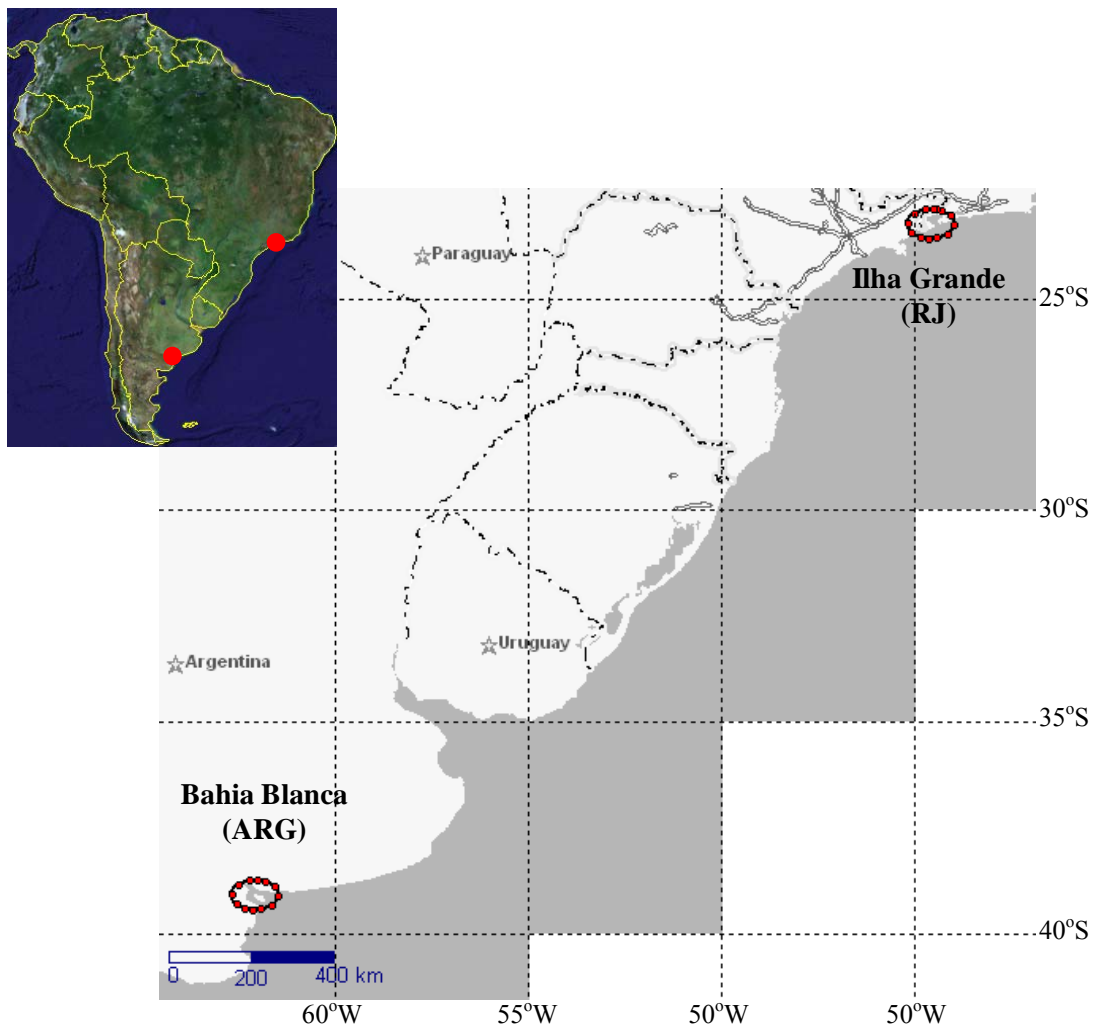 Paraguay
Ilha Grande
(RJ)
25°S
30°S
Uruguay
Argentina
35°S
Bahia Blanca
(ARG)
40°S
0 200 400 km
60°W 55°W 50°W 50°W